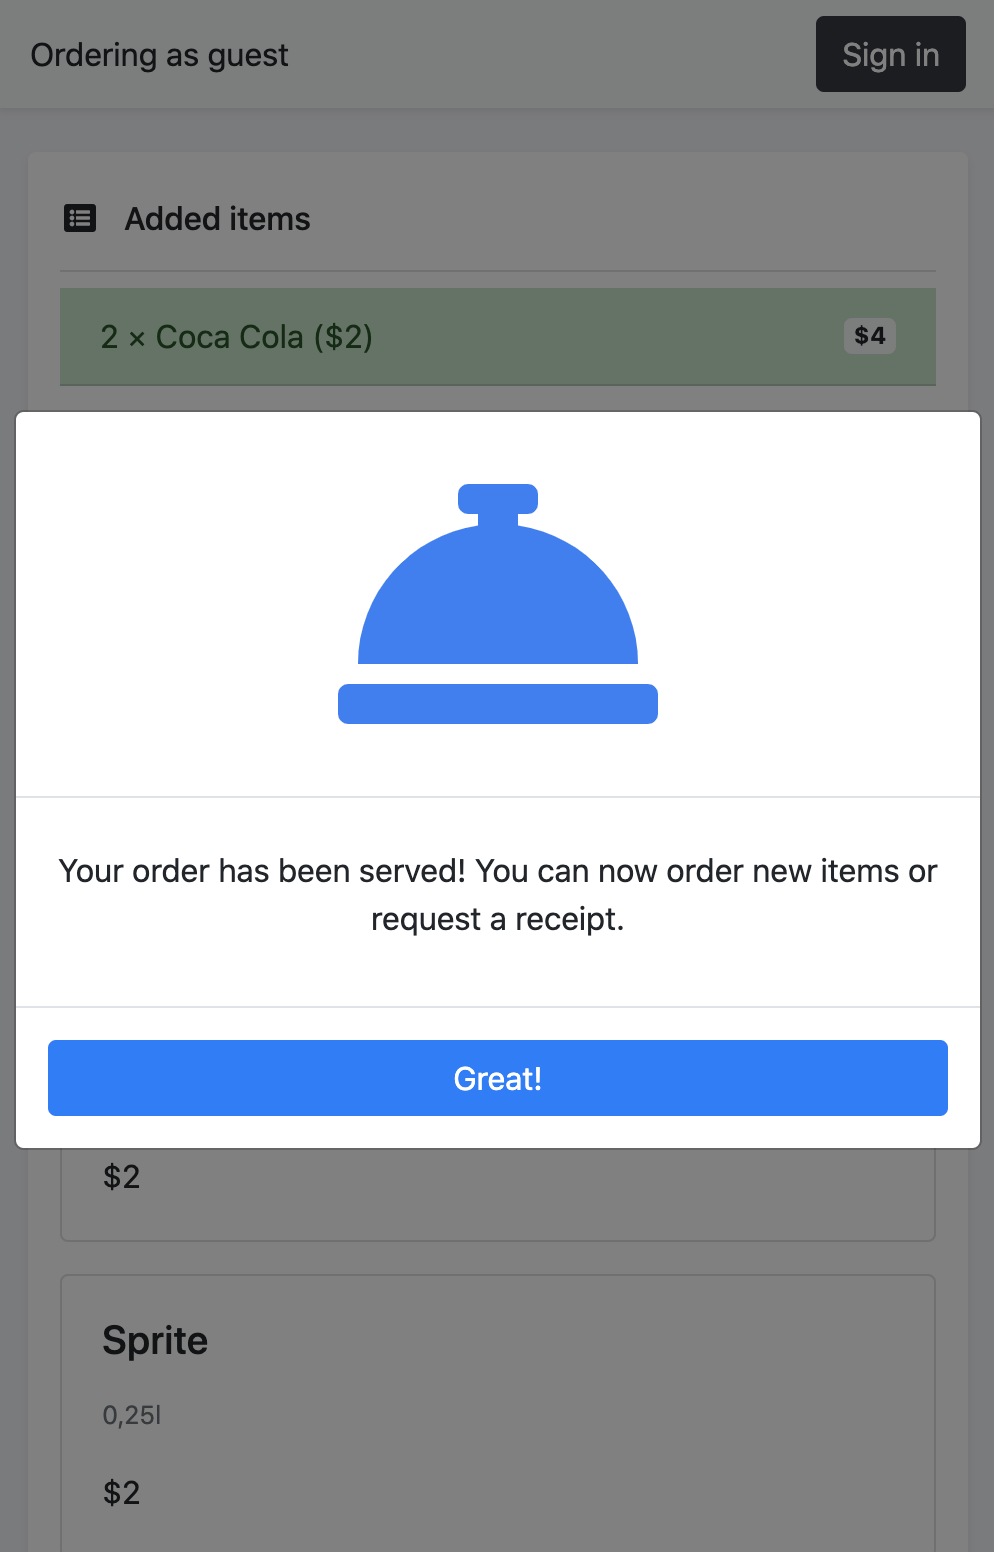 Ordering as guest
Sign in
Added items
2 × Coca Cola ($2)
$4
Your order has been served! You can now order new items or
request a receipt.
Great!
$2
Sprite
0,25l
$2